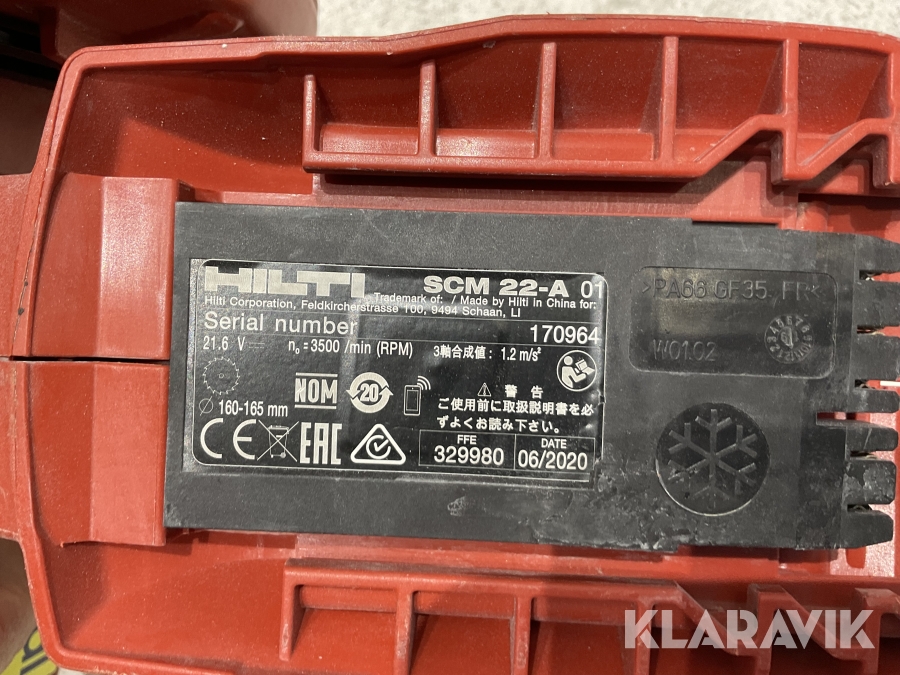 HILTI SCM 22-A 01
Trademark of: / Made by Hilti in China for:
Hilti Corporation, Feldkircherstrasse 100, 9494 Schaan, LI
Serial number 170964
21.6 V n₀ = 3500 /min (RPM) 3軸合成値 : 1.2 m/s²
NOM 20
⚠ 警 告
∅ 160-165 mm
ご使用前に取扱説明書を必
ずよくお読み下さい。
CE EAC
FFE
329980
DATE
06/2020
>PA66 GF35
W01.02
KLARAVIK